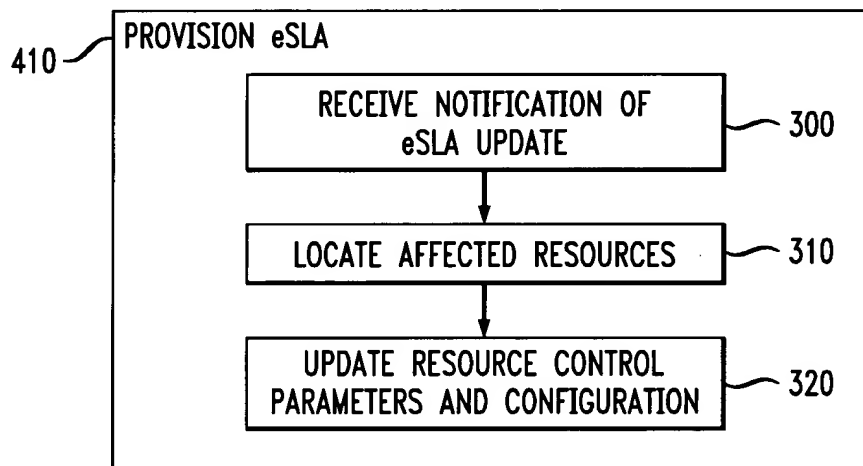 PROVISION eSLA
410
RECEIVE NOTIFICATION OF
eSLA UPDATE
300
LOCATE AFFECTED RESOURCES
310
UPDATE RESOURCE CONTROL
PARAMETERS AND CONFIGURATION
320